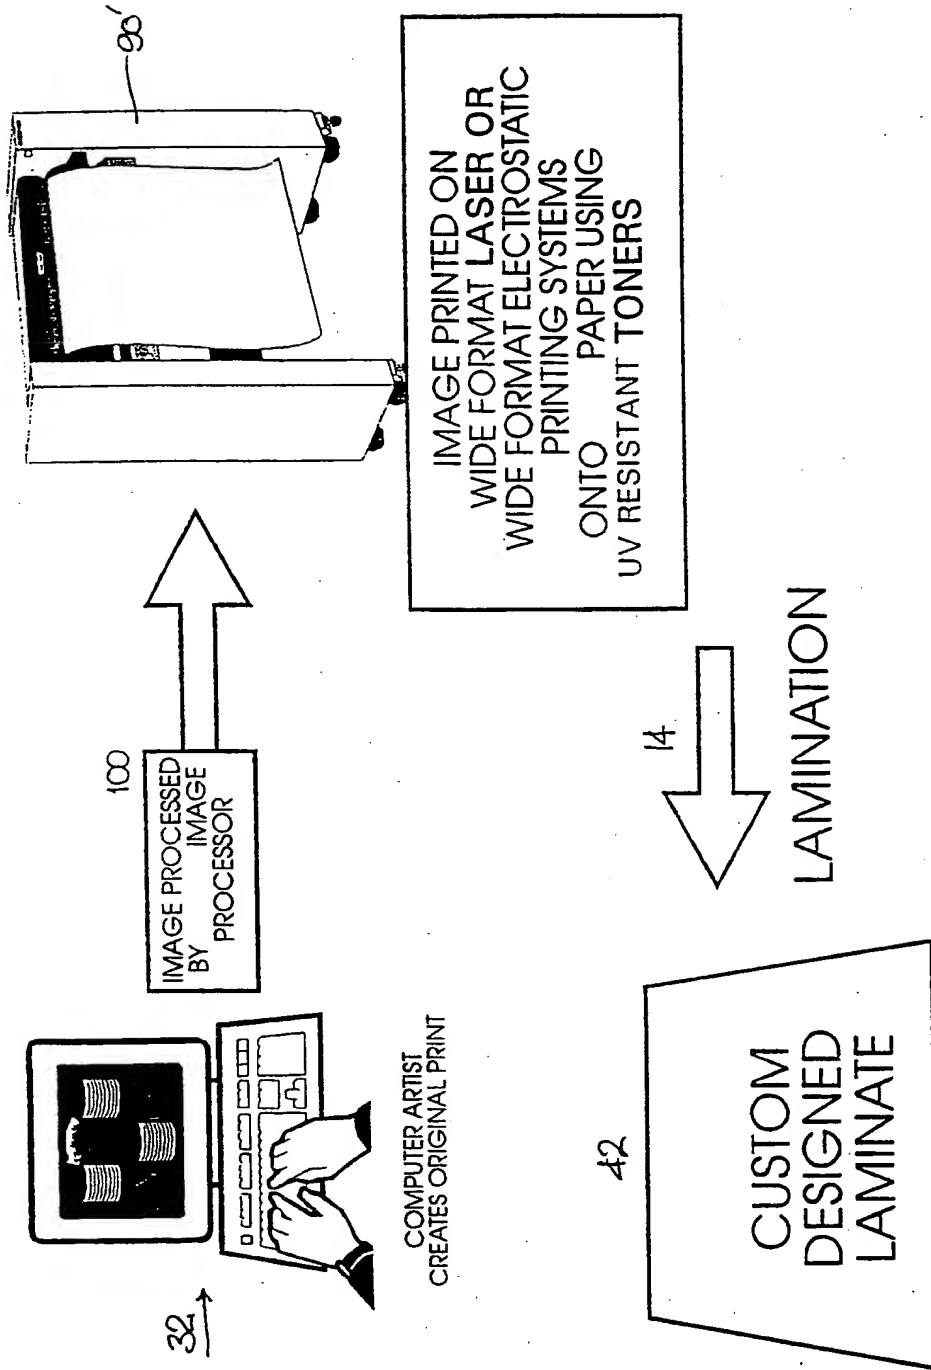 32
COMPUTER ARTIST
CREATES ORIGINAL PRINT
100
IMAGE PROCESSED
BY IMAGE
PROCESSOR
90'
IMAGE PRINTED ON
WIDE FORMAT LASER OR
WIDE FORMAT ELECTROSTATIC
PRINTING SYSTEMS
ONTO PAPER USING
UV RESISTANT TONERS
14
LAMINATION
42
CUSTOM
DESIGNED
LAMINATE